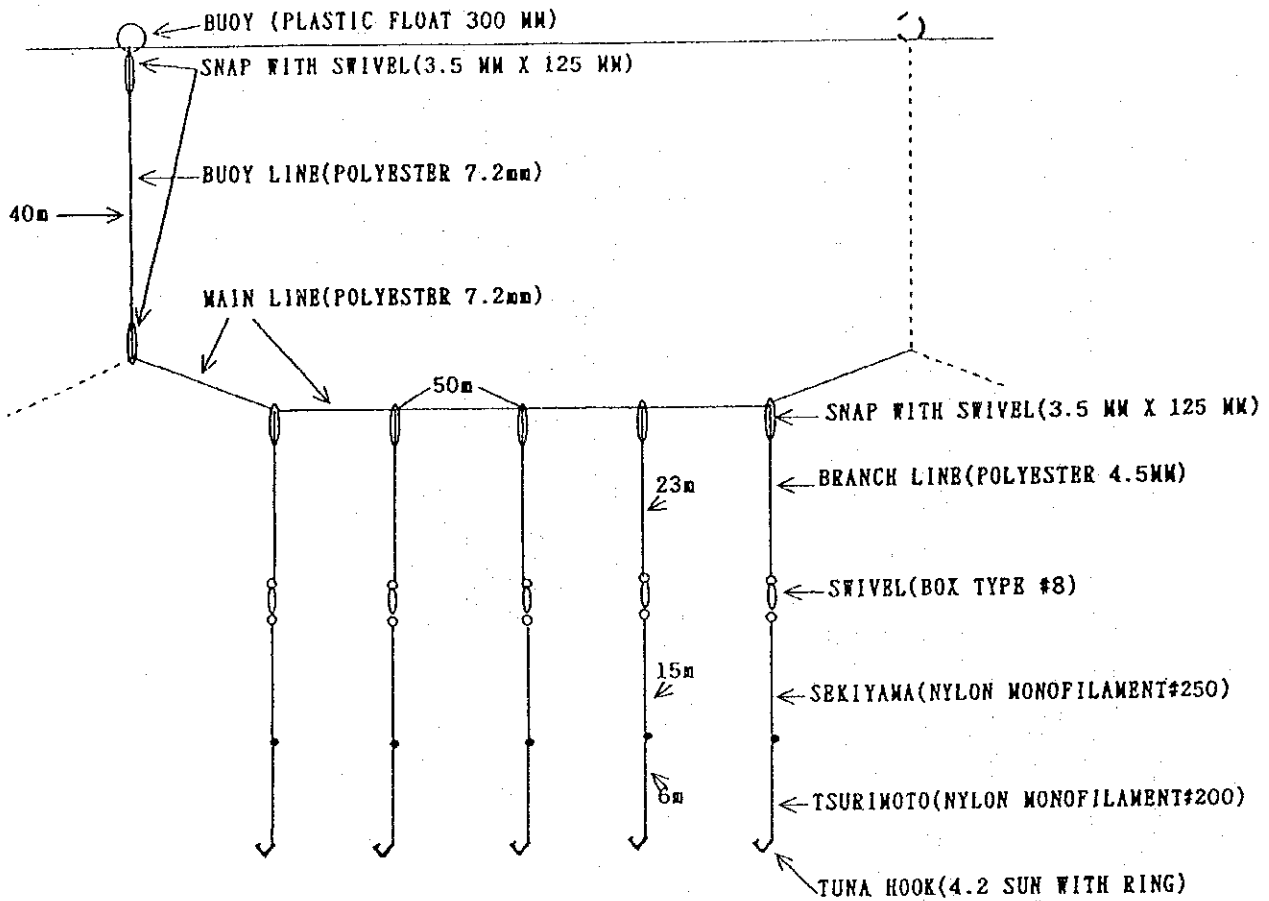 BUOY (PLASTIC FLOAT 300 MM)
SNAP WITH SWIVEL(3.5 MM X 125 MM)
BUOY LINE(POLYESTER 7.2mm)
40m
MAIN LINE(POLYESTER 7.2mm)
50m
SNAP WITH SWIVEL(3.5 MM X 125 MM)
BRANCH LINE(POLYESTER 4.5MM)
23m
SWIVEL(BOX TYPE #8)
15m
SEKIYAMA(NYLON MONOFILAMENT#250)
6m
TSURIMOTO(NYLON MONOFILAMENT#200)
TUNA HOOK(4.2 SUN WITH RING)